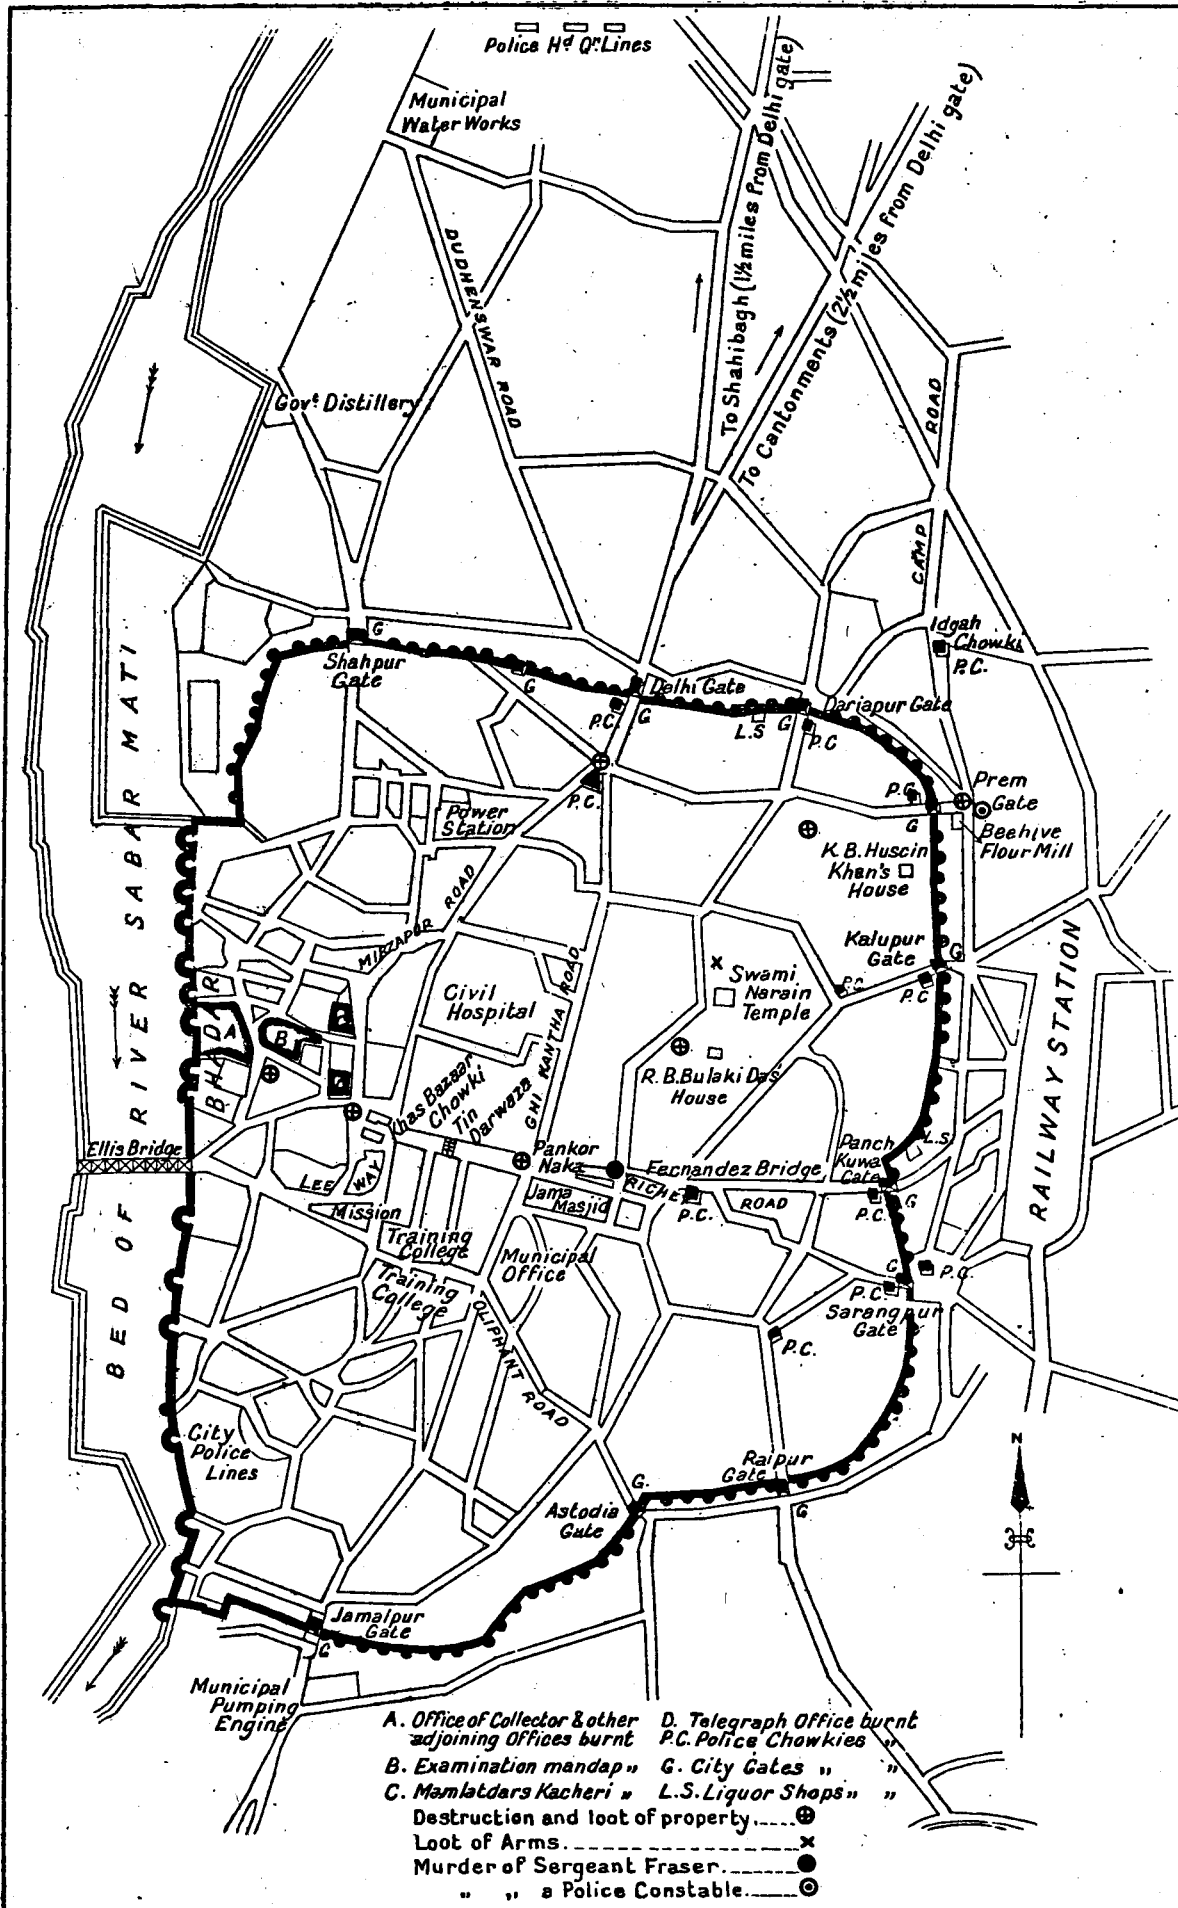 Police Hd Qr. Lines
Municipal
Water Works
To Shahibagh (1½ miles from Delhi gate)
To Cantonments (2½ miles from Delhi gate)
DUDHENSWAR ROAD
Govt Distillery
CAMP ROAD
Idgah
Chowki
P.C.
G
Shahpur
Gate
G
Delhi Gate
P.C.
G
L.S
G
Dariapur Gate
P.C
P.C.
Power
Station
P.C.
G
Prem
Gate
Beehive
Flour Mill
K.B. Husein
Khan's
House
BED OF RIVER SABARMATI
MIRZAPUR ROAD
Kalupur
Gate
G
P.C.
P.C
Swami
Narain
Temple
Civil
Hospital
GHI KANTHA ROAD
BHADAR
A
B
C
RAILWAY STATION
R.B. Bulaki Das'
House
Khas Bazaar
Chowki
Tin
Darwaza
Ellis Bridge
Pankor
Naka
Fernandez Bridge
Panch
Kuwa
Gate
L.S.
G
P.C.
LEE WAY
Mission
Jama
Masjid
RICHEY ROAD
P.C.
Training
College
Municipal
Office
Training
College
G
P.C.
P.C.
Sarangpur
Gate
P.C.
OLIPHANT ROAD
City
Police
Lines
Raipur
Gate
G
G.
Astodia
Gate
N
Jamalpur
Gate
G
Municipal
Pumping
Engine
A. Office of Collector & other D. Telegraph Office burnt
adjoining Offices burnt P.C. Police Chowkies „
B. Examination mandap „ G. City Gates „ „
C. Mamlatdars Kacheri „ L.S. Liquor Shops „ „
Destruction and loot of property
Loot of Arms
Murder of Sergeant Fraser
„ „ a Police Constable